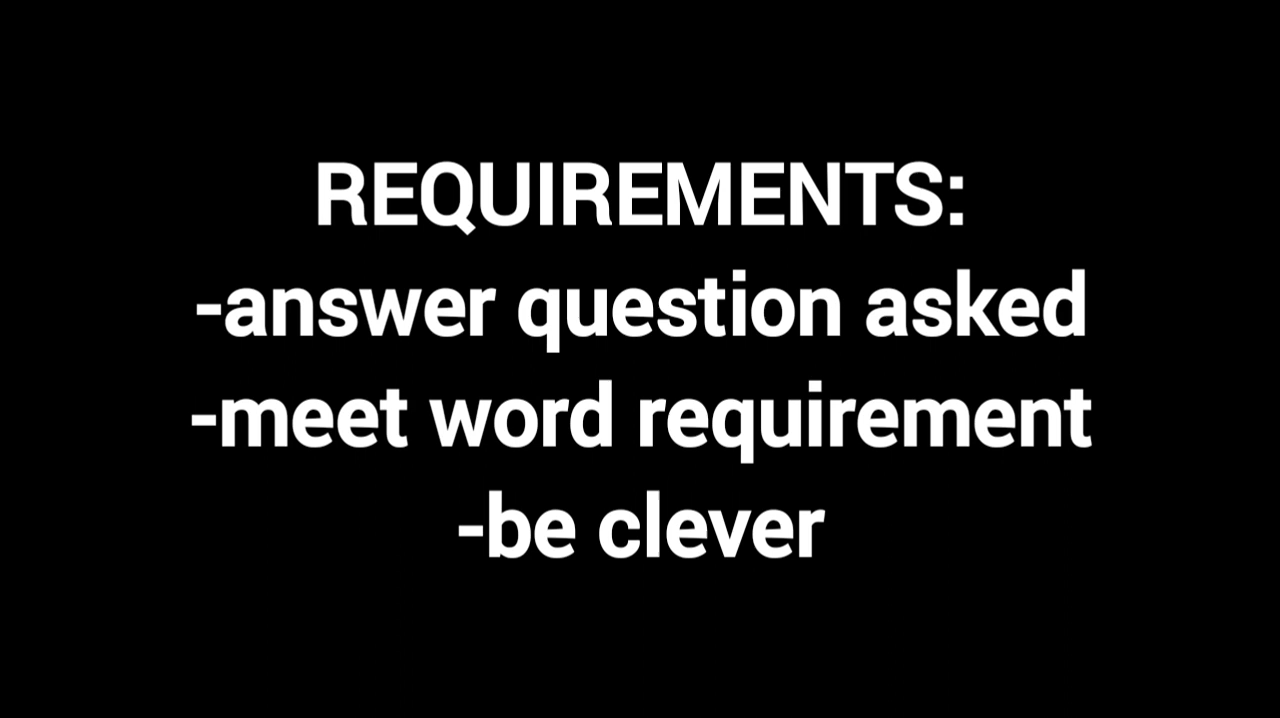 REQUIREMENTS:
-answer question asked
-meet word requirement
-be clever